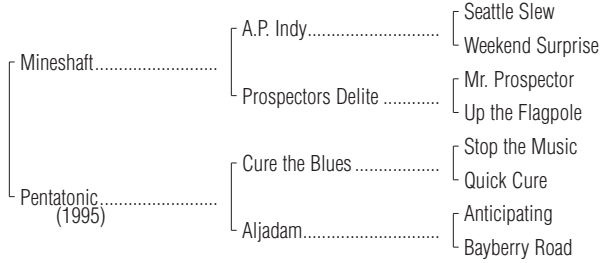 Seattle Slew
A.P. Indy............................
Weekend Surprise
Mineshaft..........................
Mr. Prospector
Prospectors Delite ............
Up the Flagpole
Stop the Music
Cure the Blues ..................
Quick Cure
Pentatonic.........................
(1995)
Anticipating
Aljadam.............................
Bayberry Road